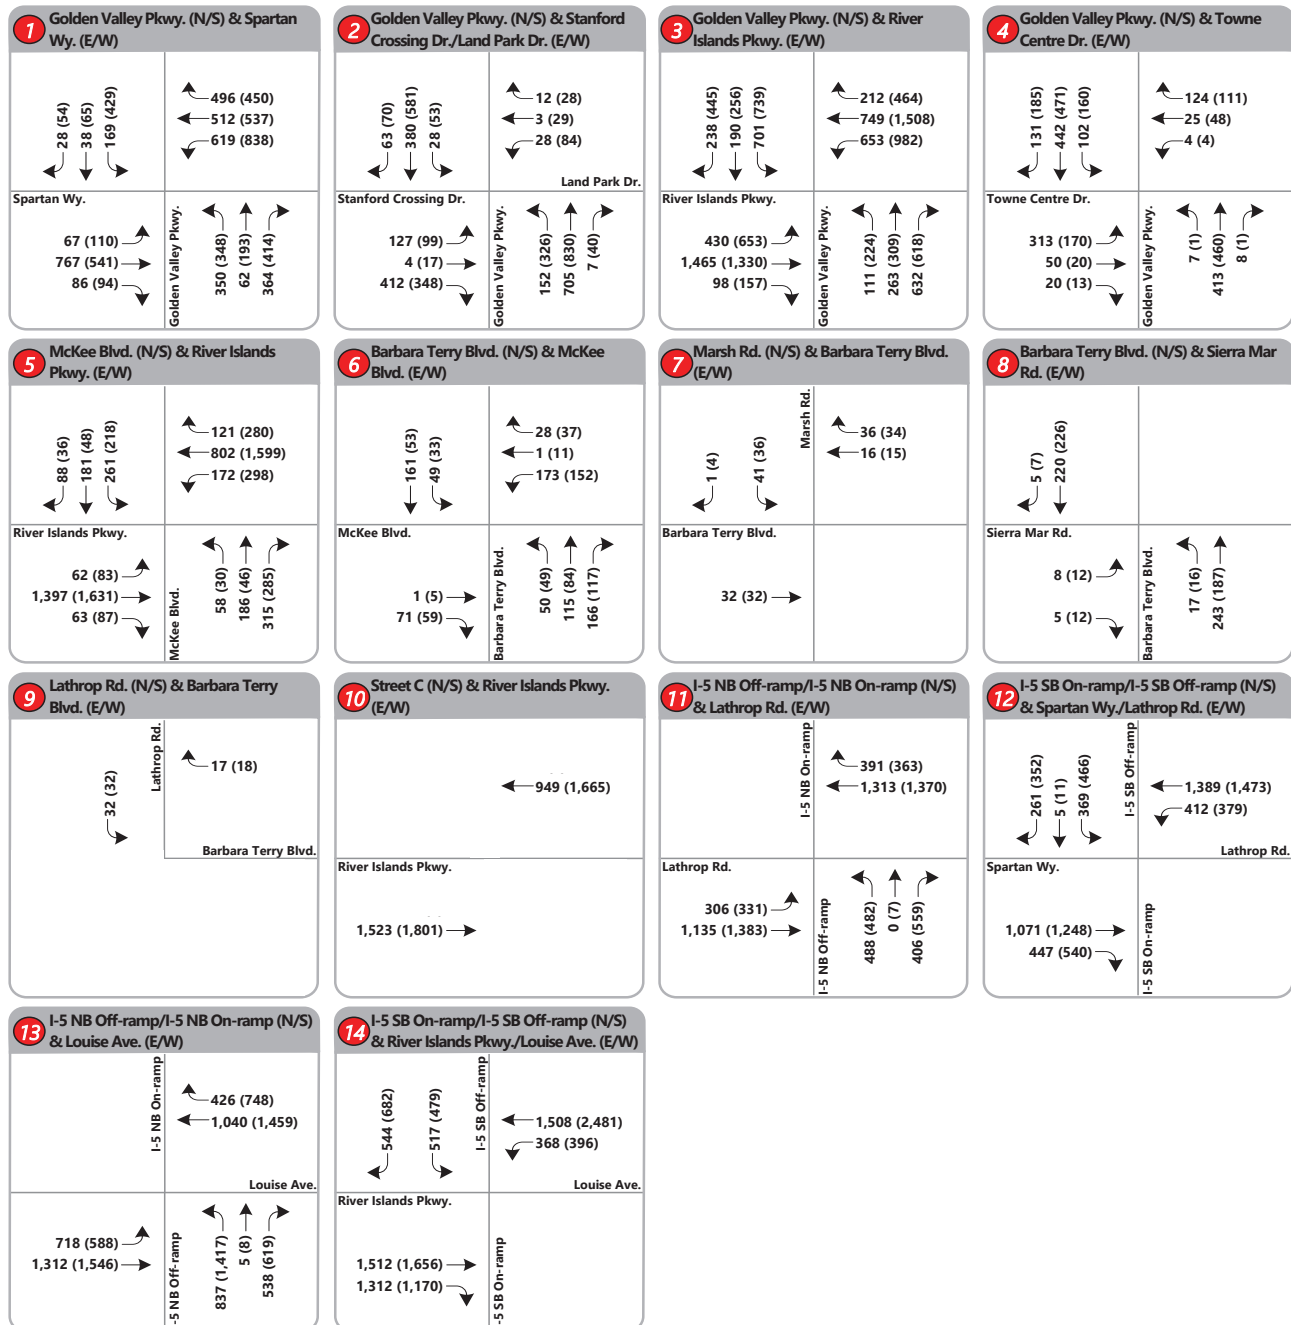 1
Golden Valley Pkwy. (N/S) & Spartan
Wy. (E/W)
28 (54)
38 (65)
169 (429)
496 (450)
512 (537)
619 (838)
Spartan Wy.
67 (110)
767 (541)
86 (94)
Golden Valley Pkwy.
350 (348)
62 (193)
364 (414)
2
Golden Valley Pkwy. (N/S) & Stanford
Crossing Dr./Land Park Dr. (E/W)
63 (70)
380 (581)
28 (53)
12 (28)
3 (29)
28 (84)
Land Park Dr.
Stanford Crossing Dr.
127 (99)
4 (17)
412 (348)
Golden Valley Pkwy.
152 (326)
705 (830)
7 (40)
3
Golden Valley Pkwy. (N/S) & River
Islands Pkwy. (E/W)
238 (445)
190 (256)
701 (739)
212 (464)
749 (1,508)
653 (982)
River Islands Pkwy.
430 (653)
1,465 (1,330)
98 (157)
Golden Valley Pkwy.
111 (224)
263 (309)
632 (618)
4
Golden Valley Pkwy. (N/S) & Towne
Centre Dr. (E/W)
131 (185)
442 (471)
102 (160)
124 (111)
25 (48)
4 (4)
Towne Centre Dr.
313 (170)
50 (20)
20 (13)
Golden Valley Pkwy.
7 (1)
413 (460)
8 (1)
5
McKee Blvd. (N/S) & River Islands
Pkwy. (E/W)
88 (36)
181 (48)
261 (218)
121 (280)
802 (1,599)
172 (298)
River Islands Pkwy.
62 (83)
1,397 (1,631)
63 (87)
McKee Blvd.
58 (30)
186 (46)
315 (285)
6
Barbara Terry Blvd. (N/S) & McKee
Blvd. (E/W)
161 (53)
49 (33)
28 (37)
1 (11)
173 (152)
McKee Blvd.
1 (5)
71 (59)
Barbara Terry Blvd.
50 (49)
115 (84)
166 (117)
7
Marsh Rd. (N/S) & Barbara Terry Blvd.
(E/W)
1 (4)
41 (36)
Marsh Rd.
36 (34)
16 (15)
Barbara Terry Blvd.
32 (32)
8
Barbara Terry Blvd. (N/S) & Sierra Mar
Rd. (E/W)
5 (7)
220 (226)
Sierra Mar Rd.
8 (12)
5 (12)
Barbara Terry Blvd.
17 (16)
243 (187)
9
Lathrop Rd. (N/S) & Barbara Terry
Blvd. (E/W)
32 (32)
Lathrop Rd.
17 (18)
Barbara Terry Blvd.
10
Street C (N/S) & River Islands Pkwy.
(E/W)
949 (1,665)
River Islands Pkwy.
1,523 (1,801)
11
I-5 NB Off-ramp/I-5 NB On-ramp (N/S)
& Lathrop Rd. (E/W)
I-5 NB On-ramp
391 (363)
1,313 (1,370)
Lathrop Rd.
306 (331)
1,135 (1,383)
I-5 NB Off-ramp
488 (482)
0 (7)
406 (559)
12
I-5 SB On-ramp/I-5 SB Off-ramp (N/S)
& Spartan Wy./Lathrop Rd. (E/W)
261 (352)
5 (11)
369 (466)
I-5 SB Off-ramp
1,389 (1,473)
412 (379)
Lathrop Rd.
Spartan Wy.
1,071 (1,248)
447 (540)
I-5 SB On-ramp
13
I-5 NB Off-ramp/I-5 NB On-ramp (N/S)
& Louise Ave. (E/W)
I-5 NB On-ramp
426 (748)
1,040 (1,459)
Louise Ave.
718 (588)
1,312 (1,546)
I-5 NB Off-ramp
837 (1,417)
5 (8)
538 (619)
14
I-5 SB On-ramp/I-5 SB Off-ramp (N/S)
& River Islands Pkwy./Louise Ave. (E/W)
544 (682)
517 (479)
I-5 SB Off-ramp
1,508 (2,481)
368 (396)
Louise Ave.
River Islands Pkwy.
1,512 (1,656)
1,312 (1,170)
I-5 SB On-ramp